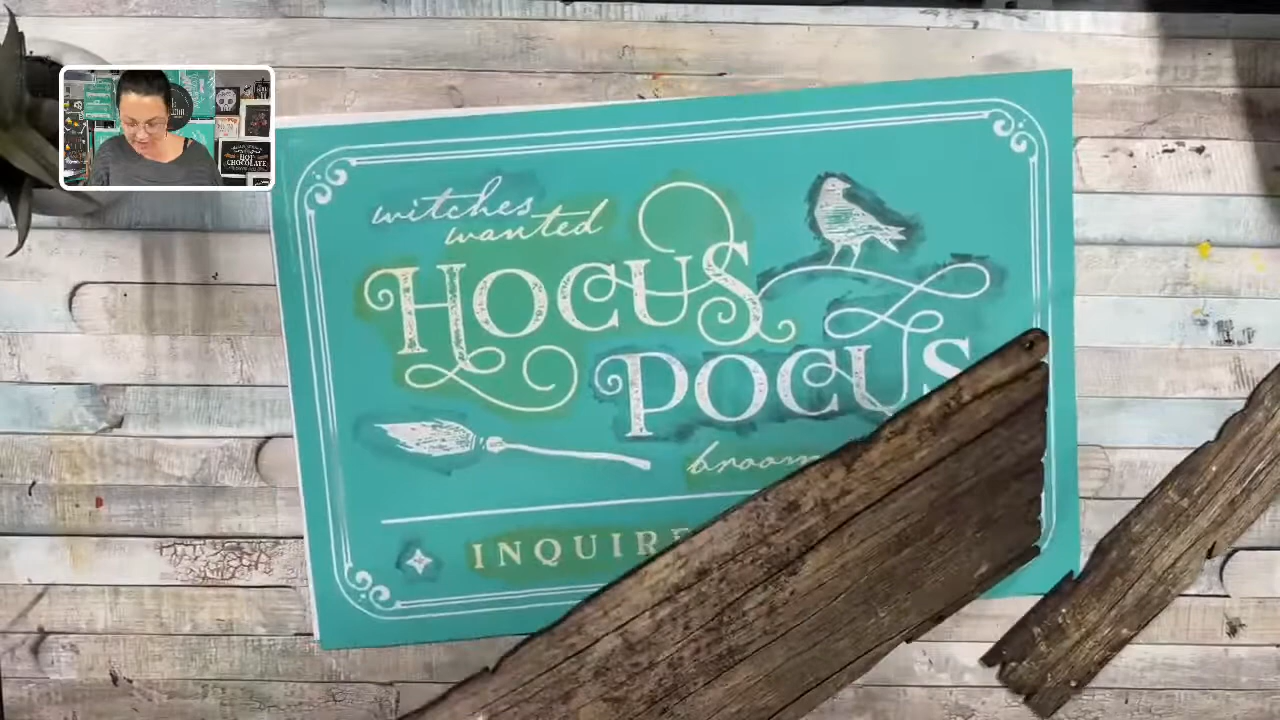 witches
wanted
HOCUS
POCUS
broom
INQUIRE
HOT
CHOCOLATE